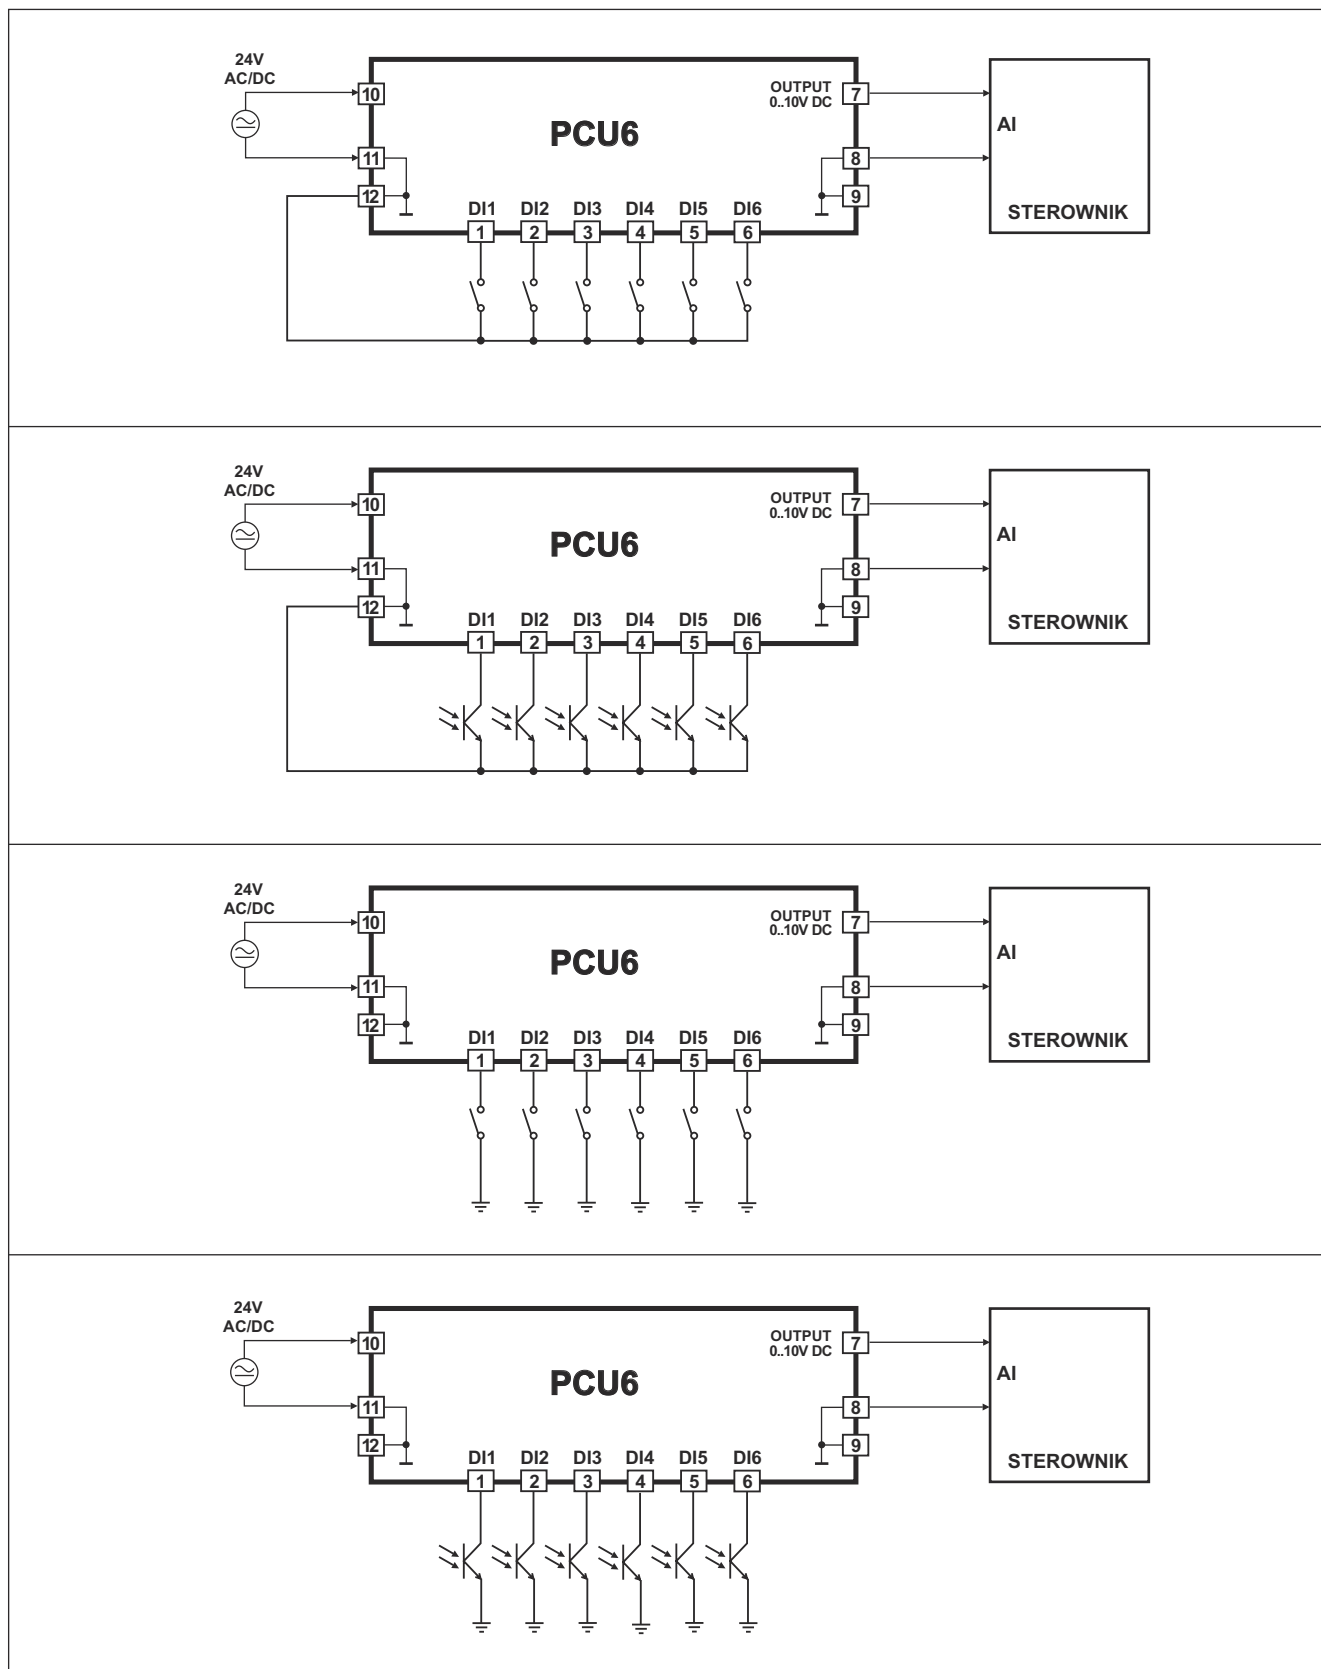 24V
AC/DC
10
OUTPUT
0..10V DC
7
AI
PCU6
11
8
12
9
STEROWNIK
DI1 DI2 DI3 DI4 DI5 DI6
1 2 3 4 5 6
24V
AC/DC
10
OUTPUT
0..10V DC
7
AI
PCU6
11
8
12
9
STEROWNIK
DI1 DI2 DI3 DI4 DI5 DI6
1 2 3 4 5 6
24V
AC/DC
10
OUTPUT
0..10V DC
7
AI
PCU6
11
8
12
9
STEROWNIK
DI1 DI2 DI3 DI4 DI5 DI6
1 2 3 4 5 6
24V
AC/DC
10
OUTPUT
0..10V DC
7
AI
PCU6
11
8
12
9
STEROWNIK
DI1 DI2 DI3 DI4 DI5 DI6
1 2 3 4 5 6